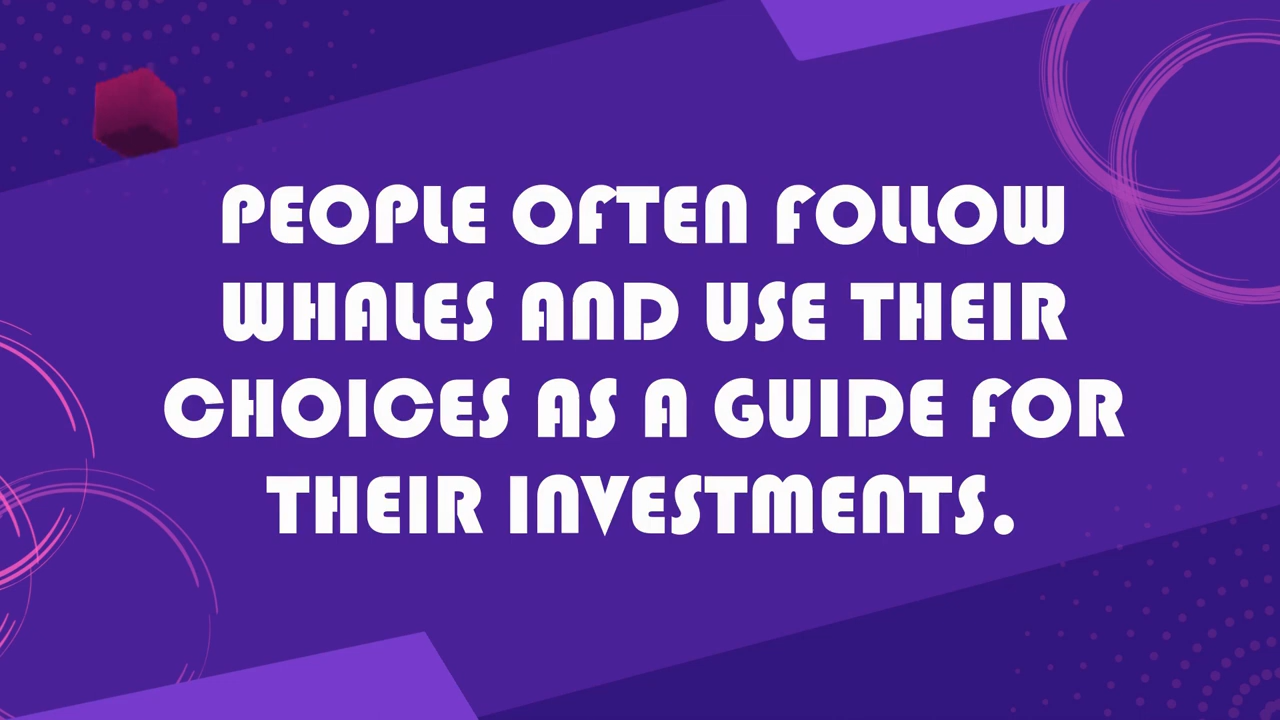 PEOPLE OFTEN FOLLOW
WHALES AND USE THEIR
CHOICES AS A GUIDE FOR
THEIR INVESTMENTS.